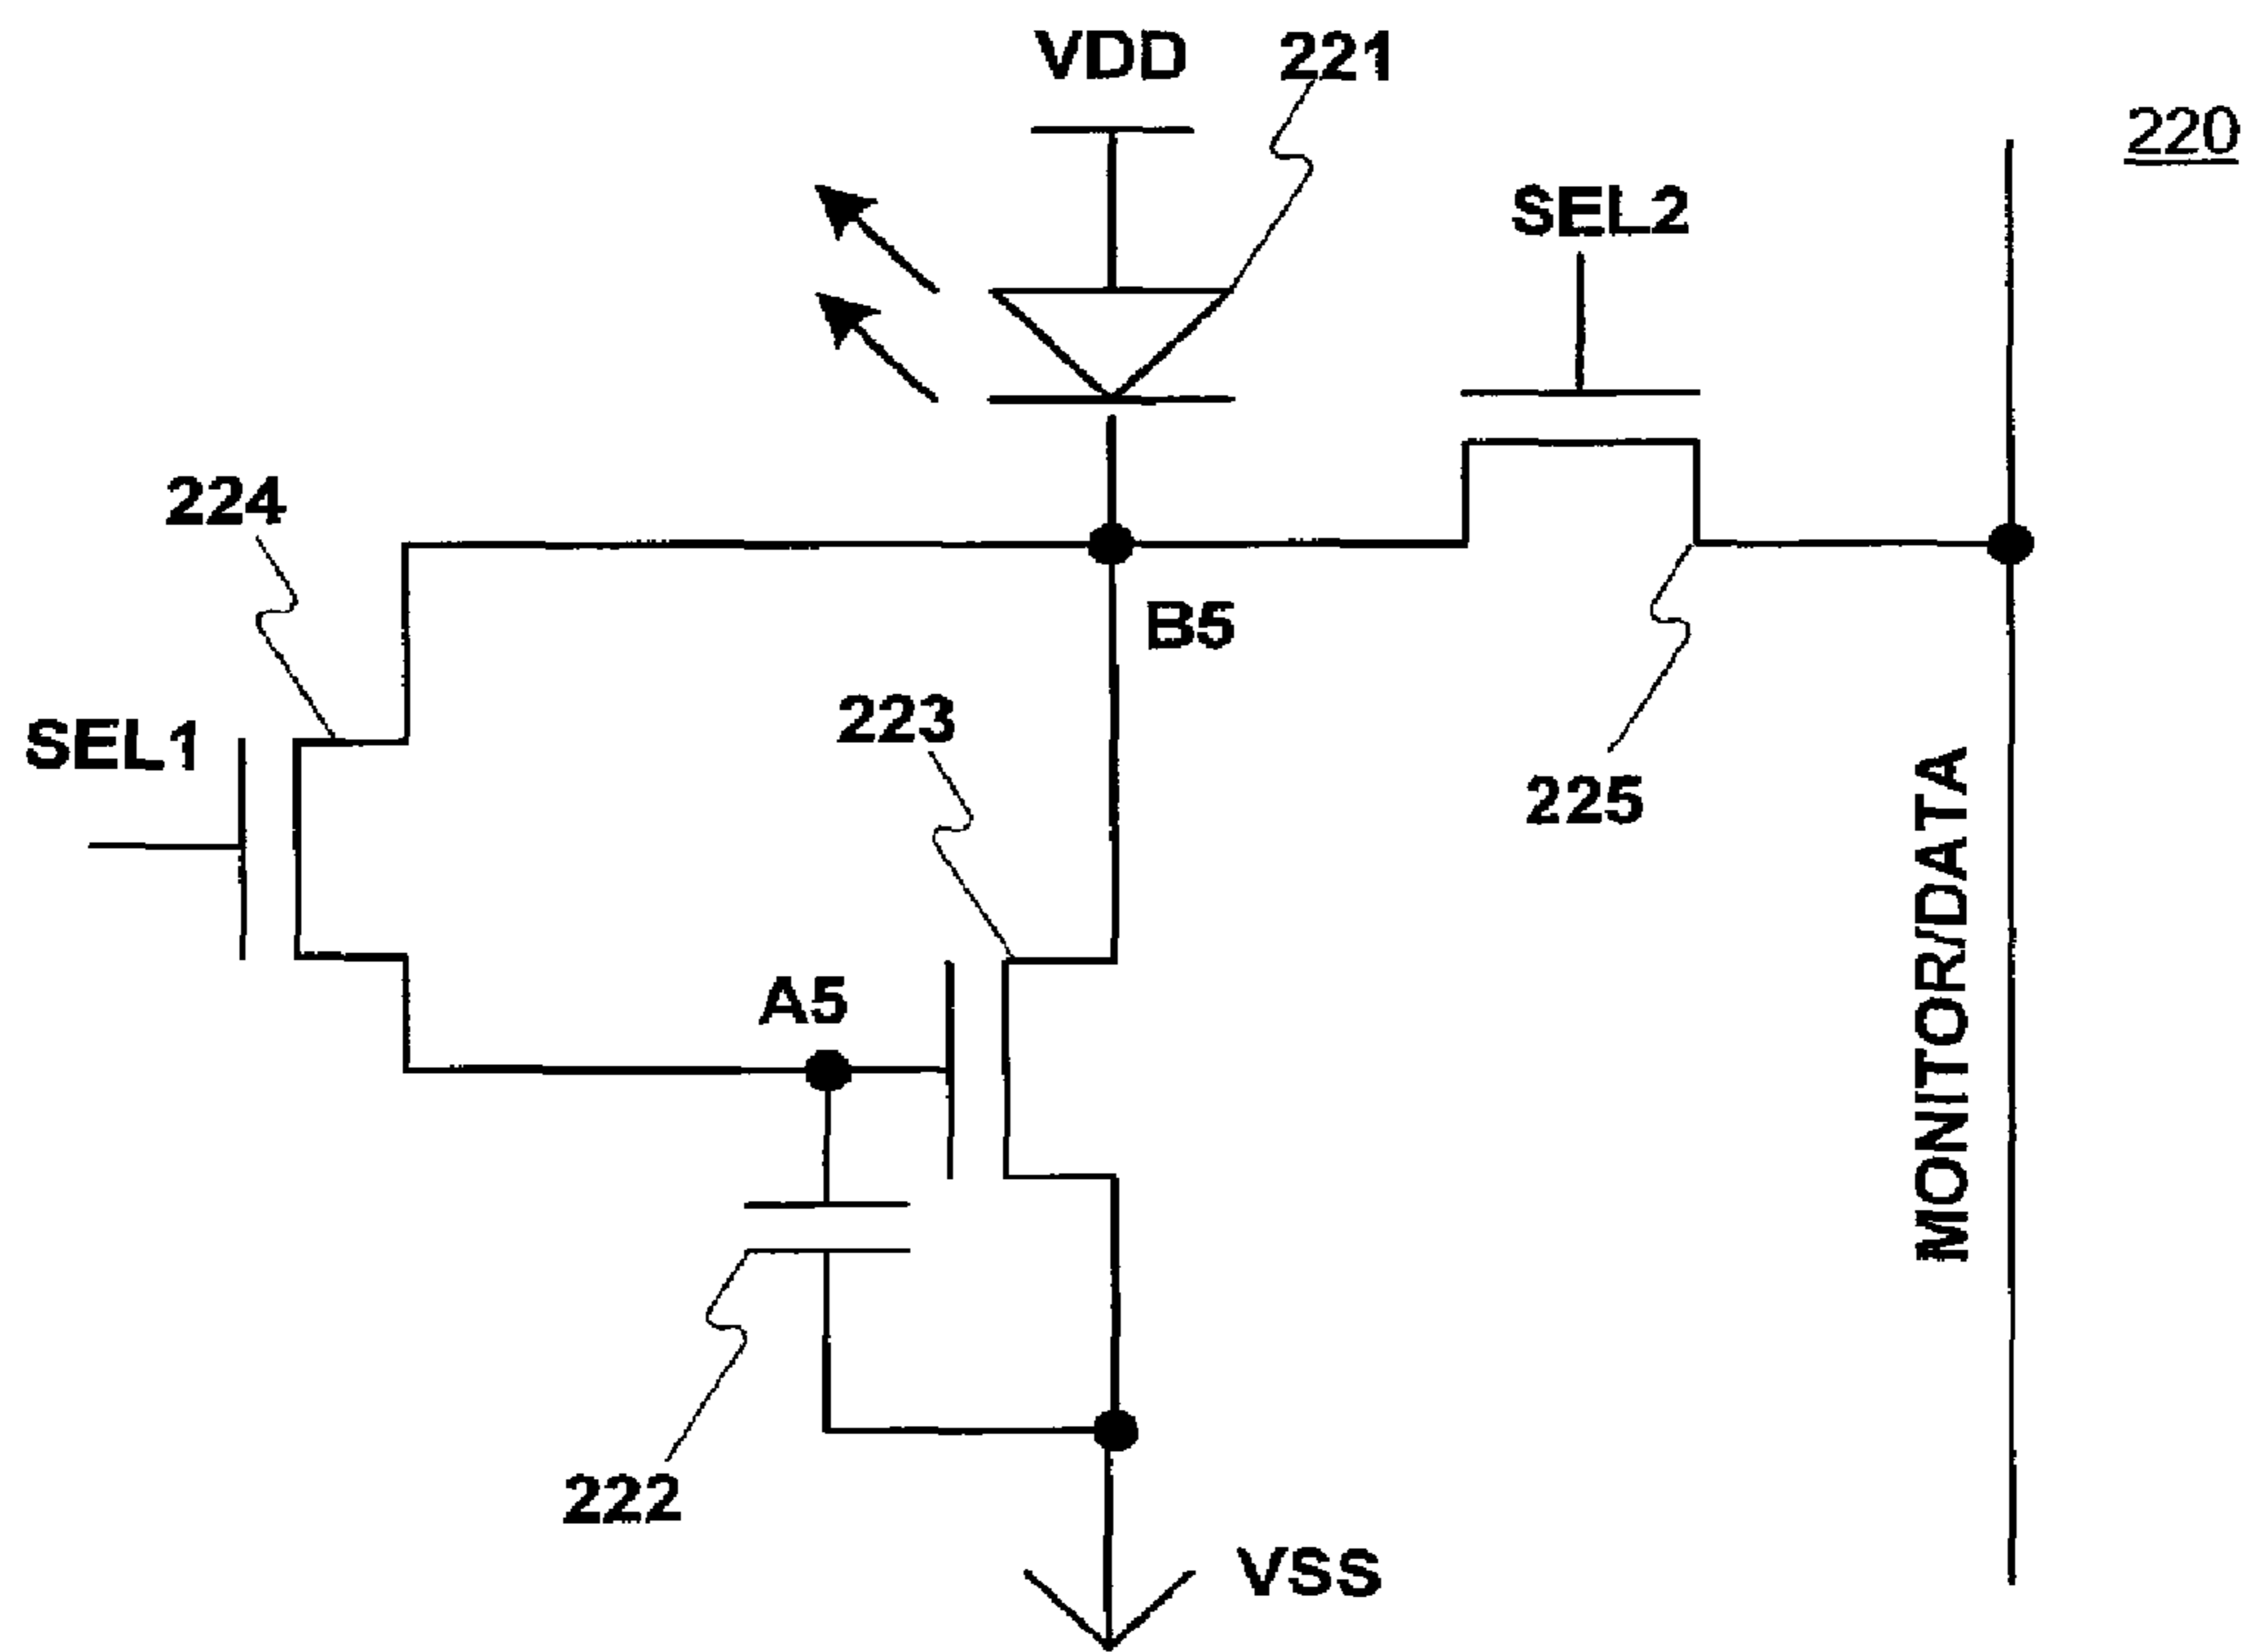 VDD
221
220
SEL2
224
B5
223
SEL1
225
A5
MONITOR/DATA
222
VSS